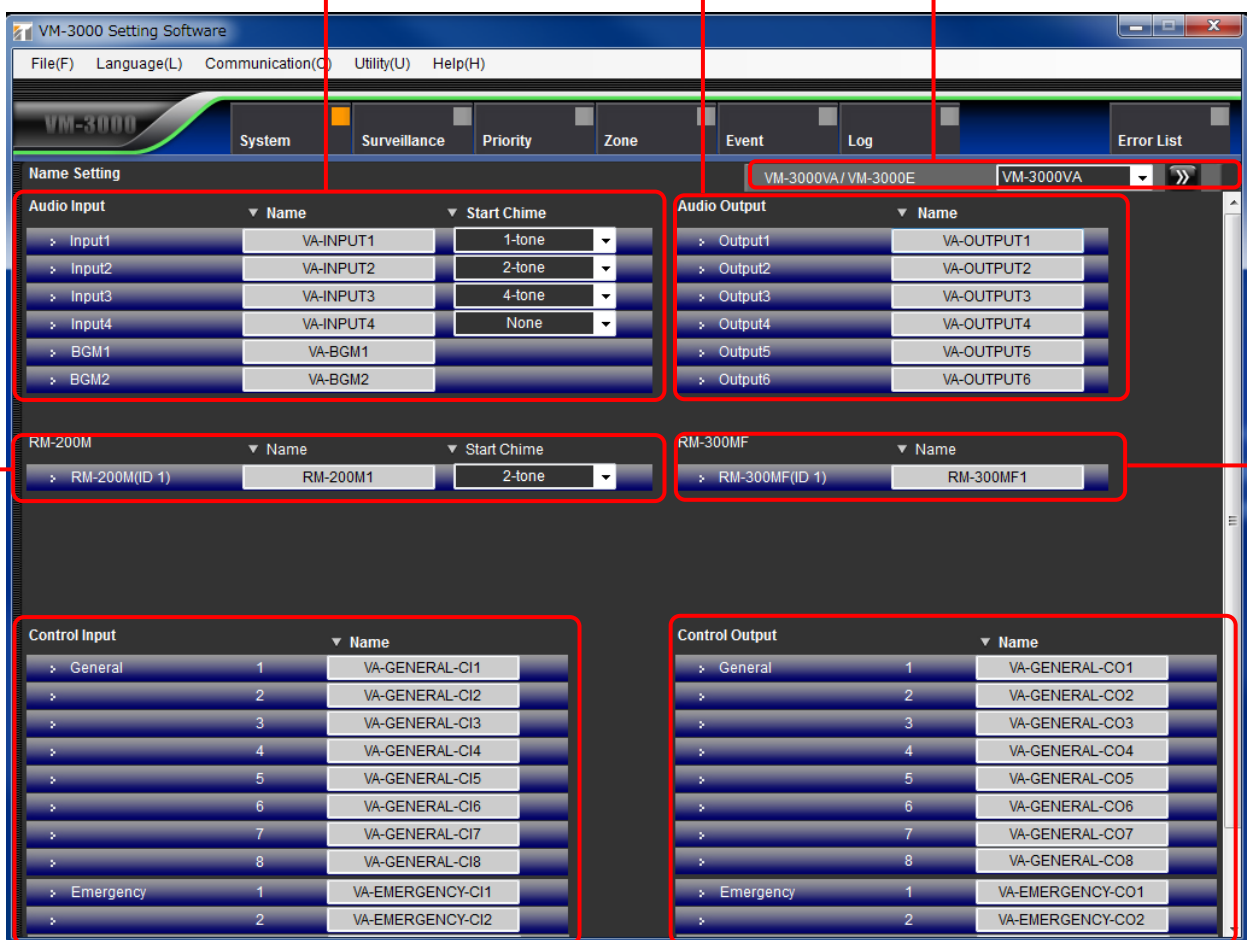 VM-3000 Setting Software
File(F) Language(L) Communication(C) Utility(U) Help(H)
VM-3000
System Surveillance Priority Zone Event Log Error List
Name Setting VM-3000VA / VM-3000E VM-3000VA
Audio Input Name Start Chime
Input1 VA-INPUT1 1-tone
Input2 VA-INPUT2 2-tone
Input3 VA-INPUT3 4-tone
Input4 VA-INPUT4 None
BGM1 VA-BGM1
BGM2 VA-BGM2
Audio Output Name
Output1 VA-OUTPUT1
Output2 VA-OUTPUT2
Output3 VA-OUTPUT3
Output4 VA-OUTPUT4
Output5 VA-OUTPUT5
Output6 VA-OUTPUT6
RM-200M Name Start Chime
RM-200M(ID 1) RM-200M1 2-tone
RM-300MF Name
RM-300MF(ID 1) RM-300MF1
Control Input Name
General 1 VA-GENERAL-CI1
2 VA-GENERAL-CI2
3 VA-GENERAL-CI3
4 VA-GENERAL-CI4
5 VA-GENERAL-CI5
6 VA-GENERAL-CI6
7 VA-GENERAL-CI7
8 VA-GENERAL-CI8
Emergency 1 VA-EMERGENCY-CI1
2 VA-EMERGENCY-CI2
Control Output Name
General 1 VA-GENERAL-CO1
2 VA-GENERAL-CO2
3 VA-GENERAL-CO3
4 VA-GENERAL-CO4
5 VA-GENERAL-CO5
6 VA-GENERAL-CO6
7 VA-GENERAL-CO7
8 VA-GENERAL-CO8
Emergency 1 VA-EMERGENCY-CO1
2 VA-EMERGENCY-CO2